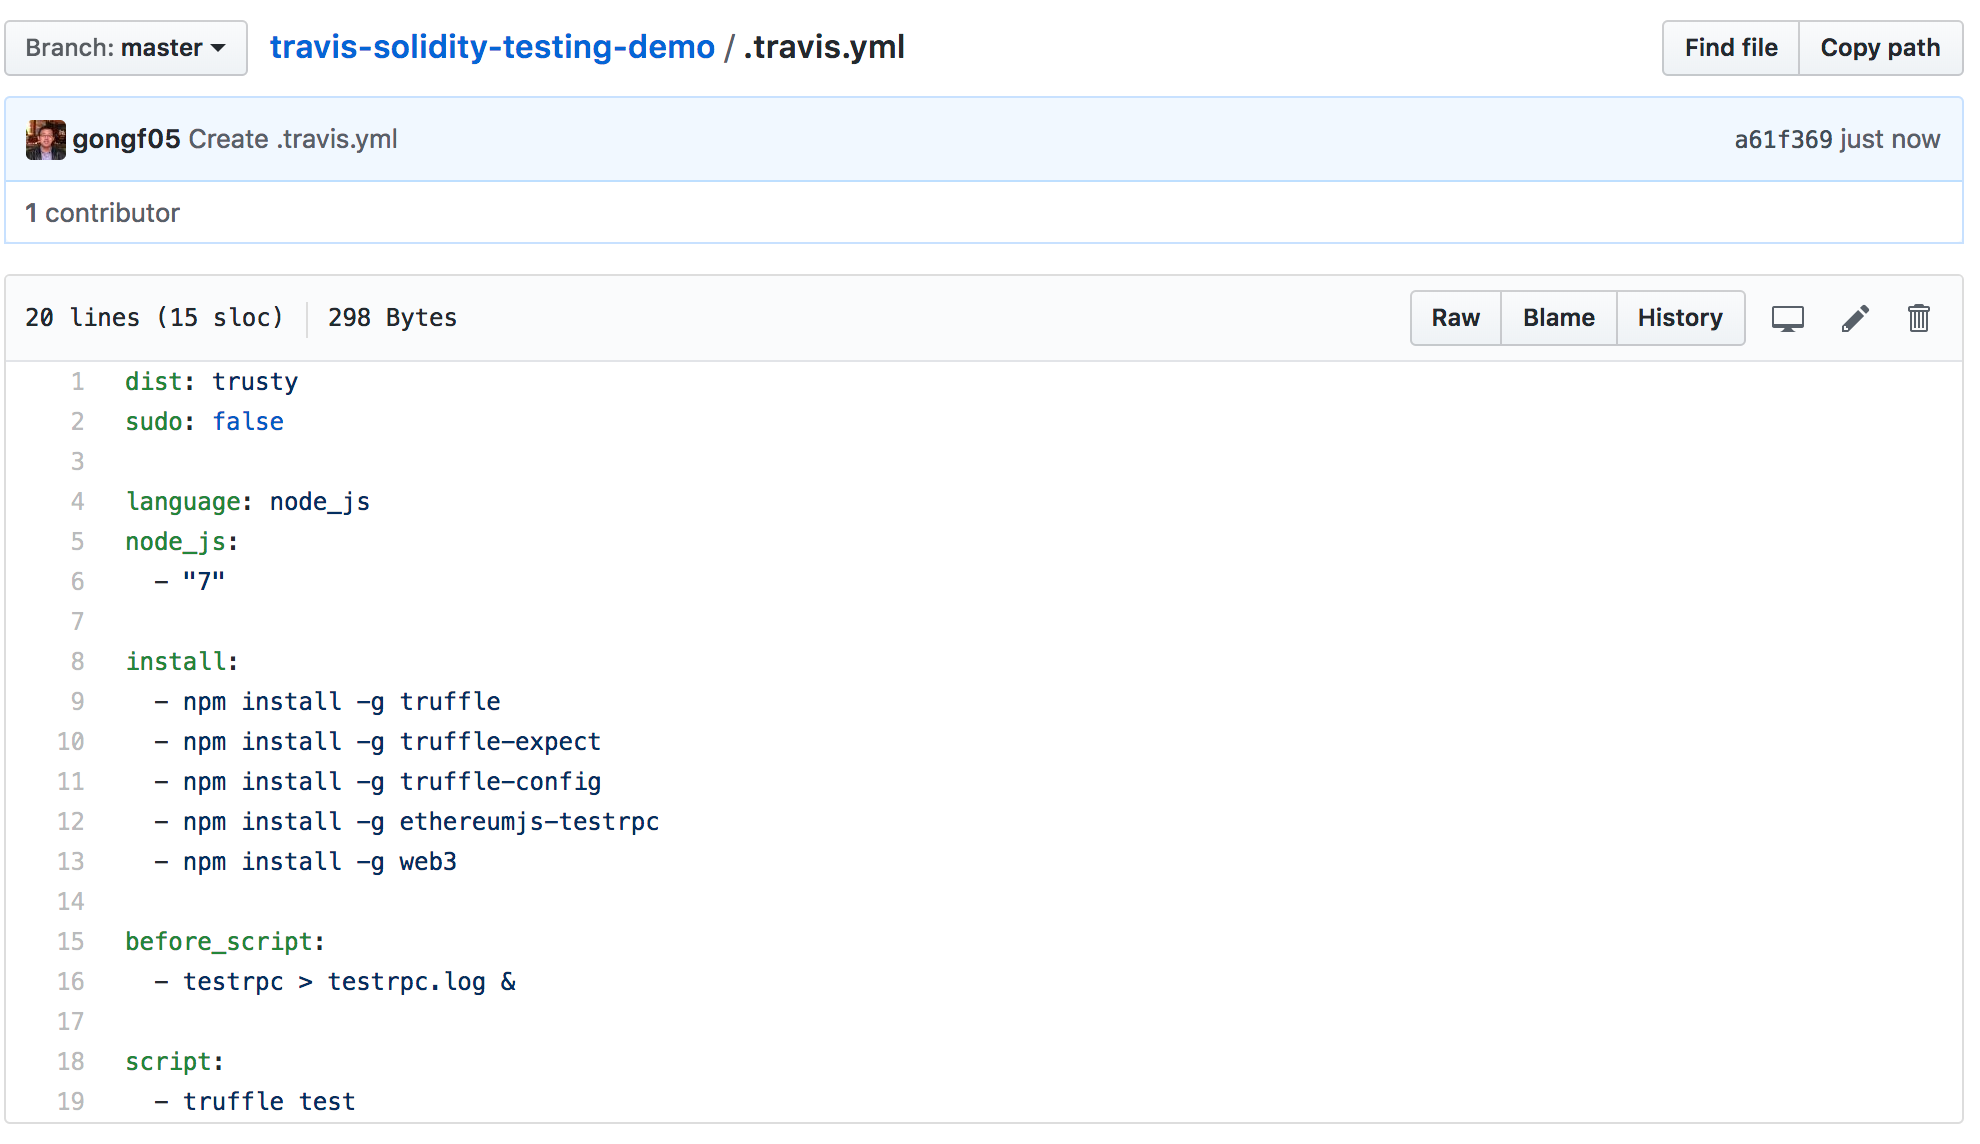 Branch: master
travis-solidity-testing-demo / .travis.yml
Find file
Copy path
gongf05 Create .travis.yml
a61f369 just now
1 contributor
20 lines (15 sloc)
298 Bytes
Raw
Blame
History
1 dist: trusty
2 sudo: false
3
4 language: node_js
5 node_js:
6   - "7"
7
8 install:
9   - npm install -g truffle
10   - npm install -g truffle-expect
11   - npm install -g truffle-config
12   - npm install -g ethereumjs-testrpc
13   - npm install -g web3
14
15 before_script:
16   - testrpc > testrpc.log &
17
18 script:
19   - truffle test